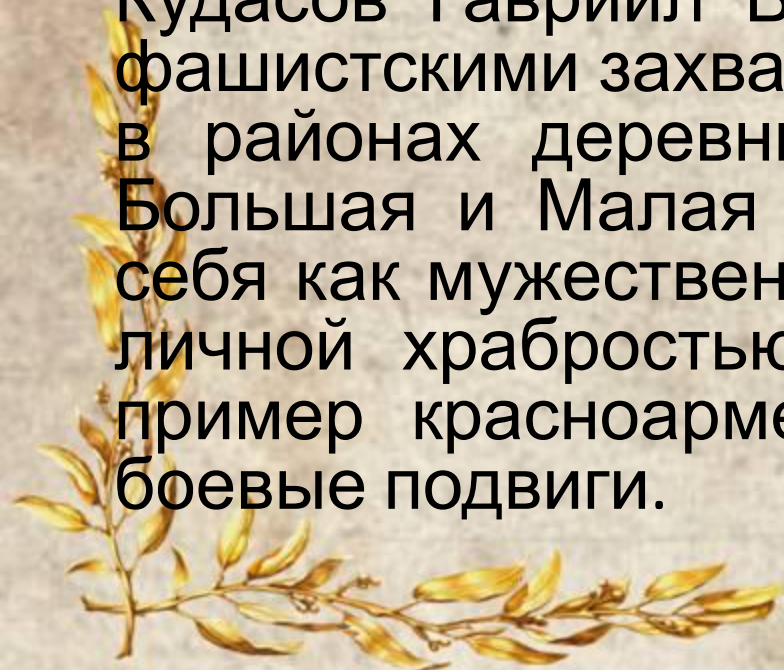 Кудасов Гавриил
фашистскими захва
в районах деревн
Большая и Малая
себя как мужествен
личной храбростью
пример красноарме
боевые подвиги.